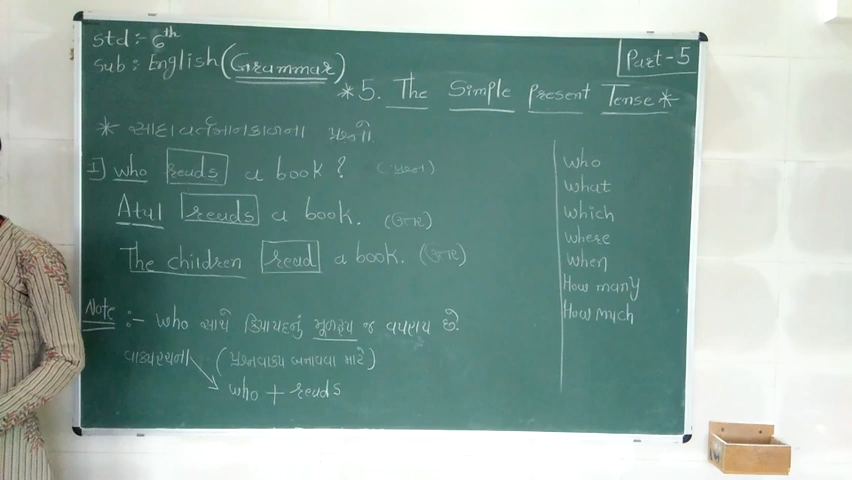 Std :- 6th
Sub : English (Grammar)
Part-5
* 5. The Simple Present Tense *
* સાદા વર્તમાનકાળના પ્રશ્નો
I) who reads a book? (પ્રશ્ન)
Atul reads a book. (ઉત્તર)
The children read a book. (ઉત્તર)
Note :- who સાથે ક્રિયાપદનું મૂળરૂપ જ વપરાય છે.
વાક્યરચના (પ્રશ્નવાક્ય બનાવવા માટે)
who + reads
who
what
which
where
when
How many
How much